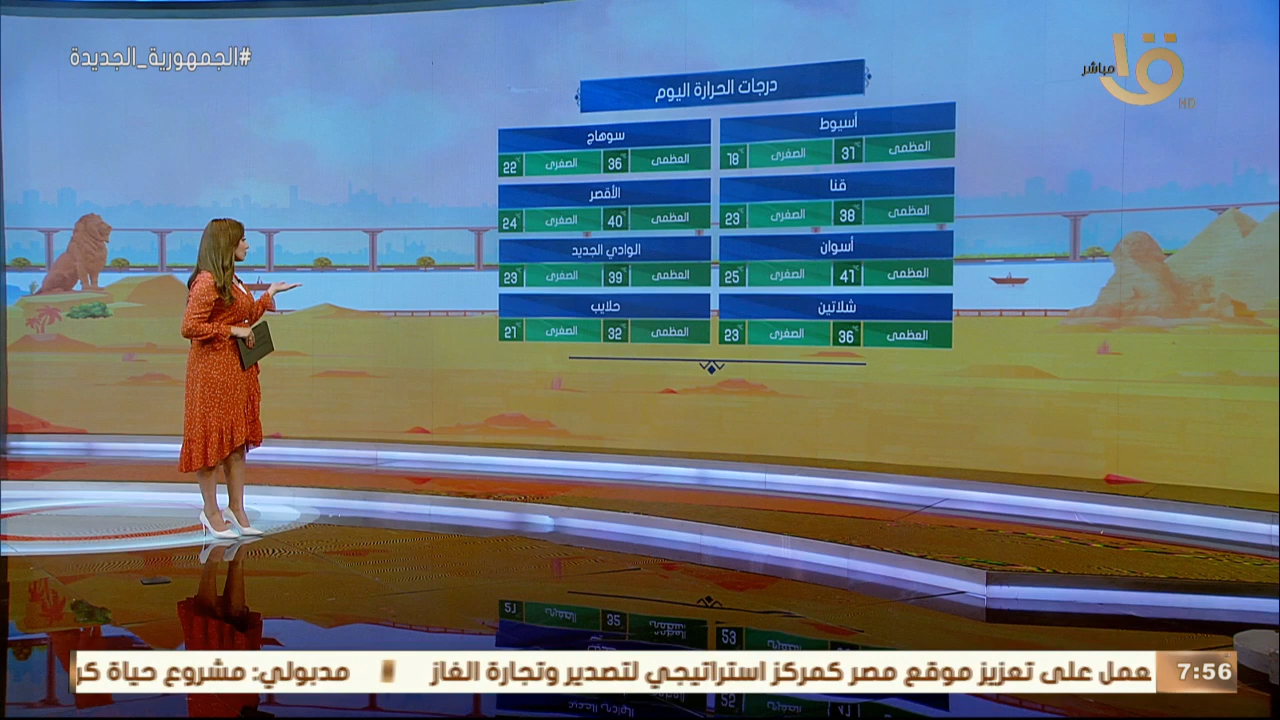 #الجمهورية_الجديدة
مباشر
HD
درجات الحرارة اليوم
أسيوط
العظمى 31° الصغرى 18°
سوهاج
العظمى 36° الصغرى 22°
قنا
العظمى 38° الصغرى 23°
الأقصر
العظمى 40° الصغرى 24°
أسوان
العظمى 41° الصغرى 25°
الوادي الجديد
العظمى 39° الصغرى 23°
شلاتين
العظمى 36° الصغرى 23°
حلايب
العظمى 32° الصغرى 21°
7:56
عمل على تعزيز موقع مصر كمركز استراتيجي لتصدير وتجارة الغاز
مدبولي: مشروع حياة كر